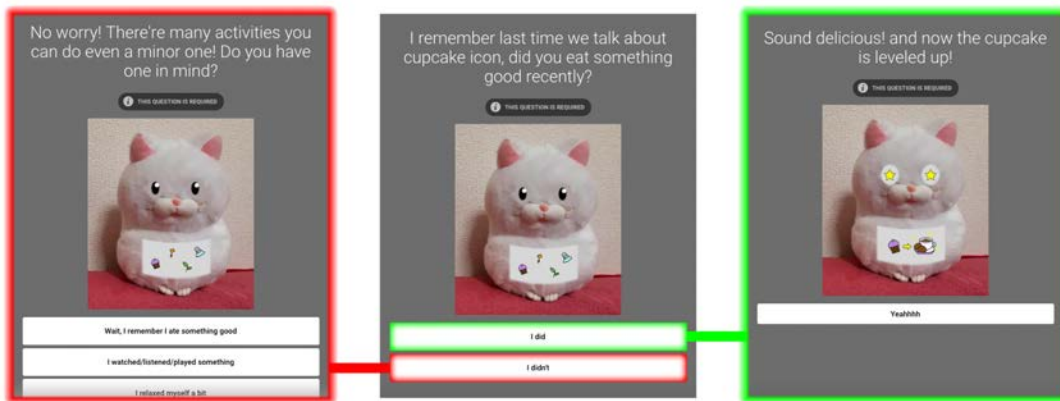 No worry! There're many activities you
can do even a minor one! Do you have
one in mind?
THIS QUESTION IS REQUIRED
Wait, I remember I ate something good
I watched/listened/played something
I relaxed myself a bit
I remember last time we talk about
cupcake icon, did you eat something
good recently?
THIS QUESTION IS REQUIRED
I did
I didn't
Sound delicious! and now the cupcake
is leveled up!
THIS QUESTION IS REQUIRED
Yeahhhh